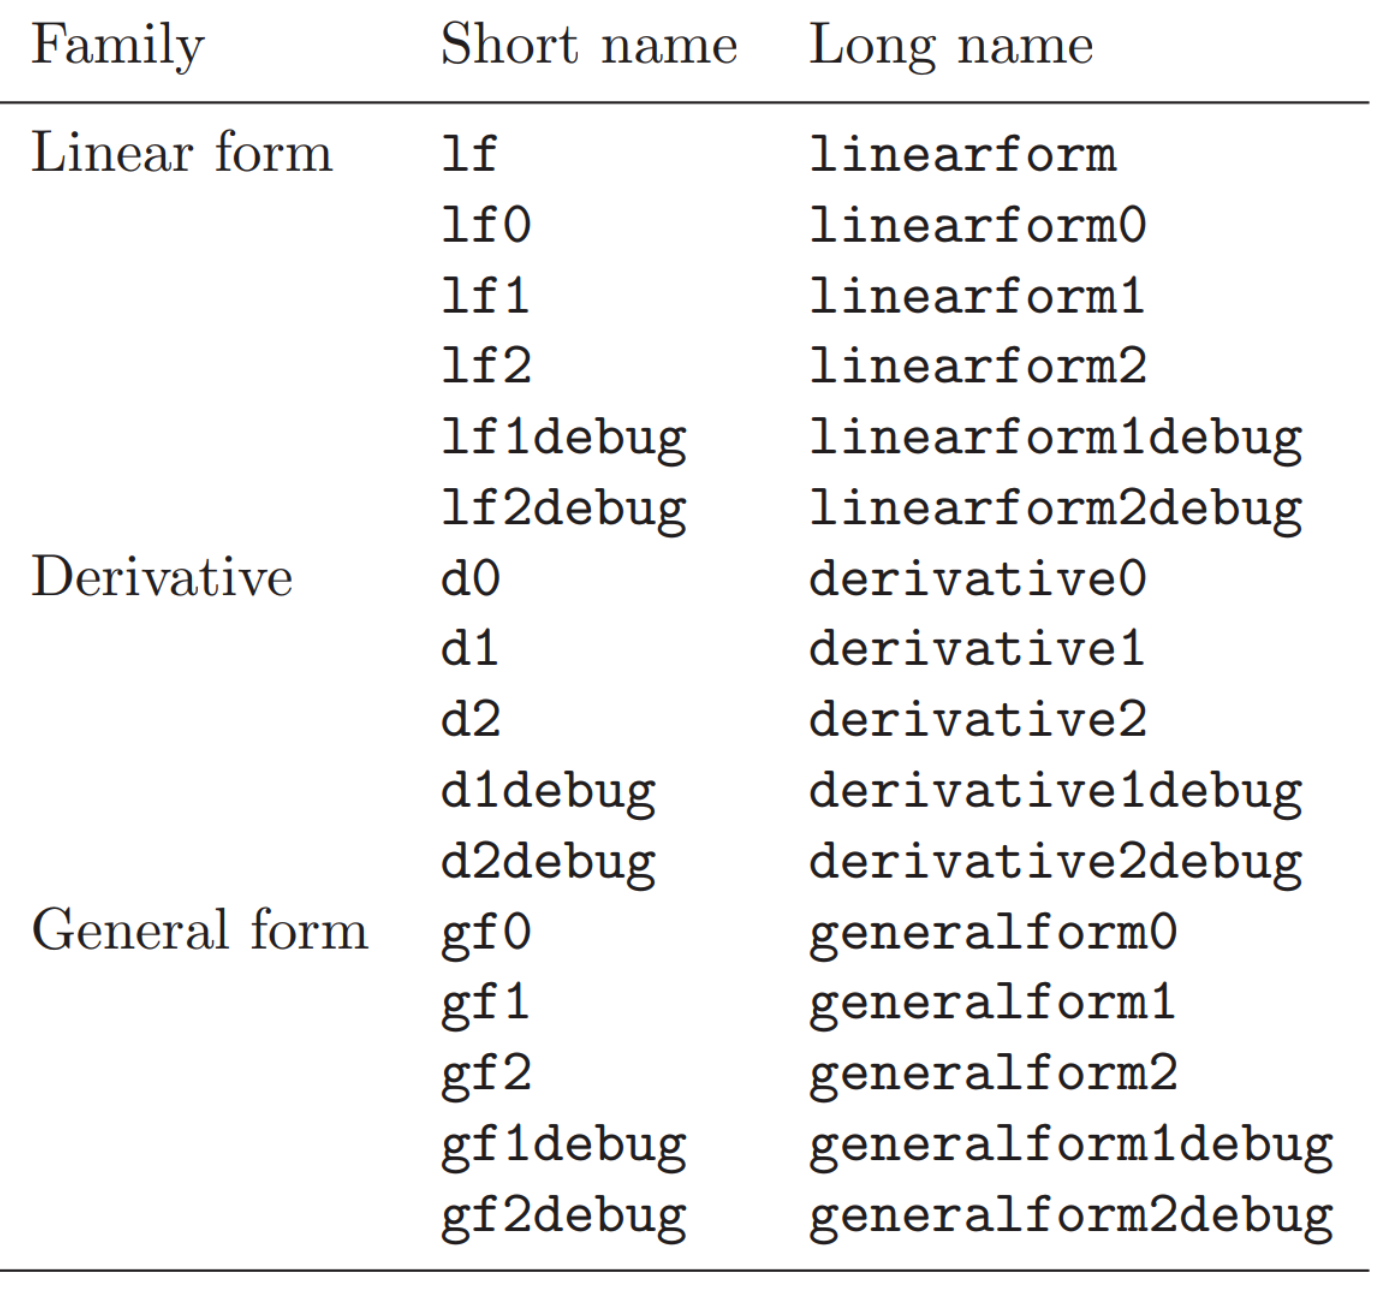 Family Short name Long name
Linear form lf linearform
lf0 linearform0
lf1 linearform1
lf2 linearform2
lf1debug linearform1debug
lf2debug linearform2debug
Derivative d0 derivative0
d1 derivative1
d2 derivative2
d1debug derivative1debug
d2debug derivative2debug
General form gf0 generalform0
gf1 generalform1
gf2 generalform2
gf1debug generalform1debug
gf2debug generalform2debug